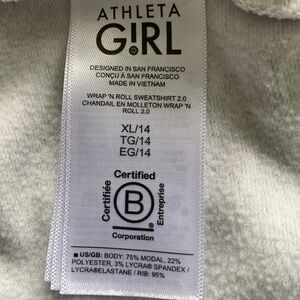 ATHLETA
G!RL
DESIGNED IN SAN FRANCISCO
CONÇU À SAN FRANCISCO
MADE IN VIETNAM
WRAP 'N ROLL SWEATSHIRT 2.0
CHANDAIL EN MOLLETON WRAP 'N
ROLL 2.0
XL/14
TG/14
EG/14
Certified
Certifiée
B
Entreprise
Corporation
■ US/GB: BODY: 75% MODAL, 22%
POLYESTER, 3% LYCRA® SPANDEX /
LYCRA®ELASTANE / RIB: 95%